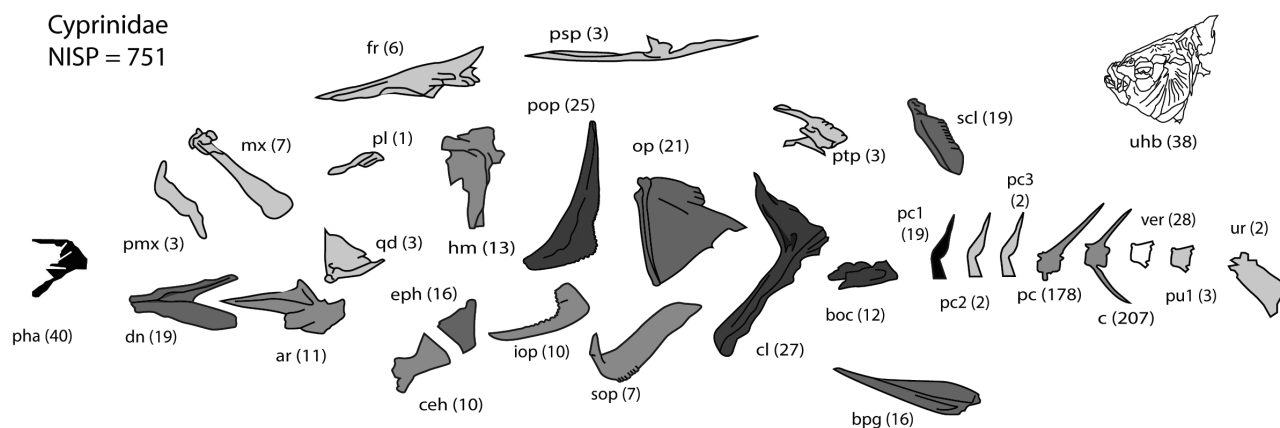 Cyprinidae
NISP = 751
fr (6)
psp (3)
pop (25)
mx (7)
pl (1)
op (21)
ptp (3)
scl (19)
uhb (38)
pmx (3)
qd (3)
hm (13)
pc1
(19)
pc3
(2)
ver (28)
ur (2)
pha (40)
dn (19)
ar (11)
eph (16)
ceh (10)
iop (10)
sop (7)
cl (27)
boc (12)
pc2 (2)
pc (178)
c (207)
pu1 (3)
bpg (16)